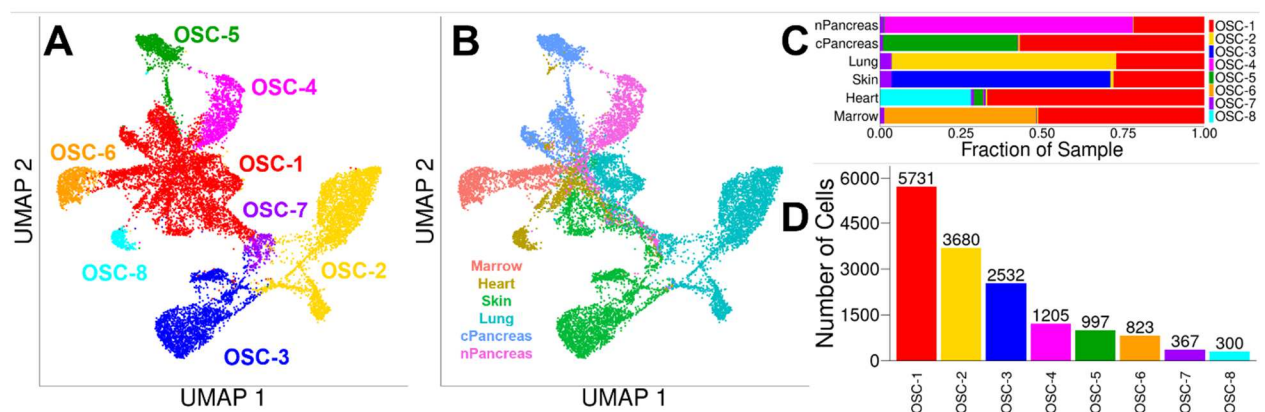 A
OSC-5
OSC-4
OSC-6
OSC-1
OSC-7
OSC-8
OSC-2
OSC-3
UMAP 2
UMAP 1
B
Marrow
Heart
Skin
Lung
cPancreas
nPancreas
UMAP 2
UMAP 1
C
nPancreas
cPancreas
Lung
Skin
Heart
Marrow
0.00 0.25 0.50 0.75 1.00
Fraction of Sample
OSC-1
OSC-2
OSC-3
OSC-4
OSC-5
OSC-6
OSC-7
OSC-8
D
Number of Cells
6000
4500
3000
1500
0
5731
3680
2532
1205
997
823
367
300
OSC-1
OSC-2
OSC-3
OSC-4
OSC-5
OSC-6
OSC-7
OSC-8